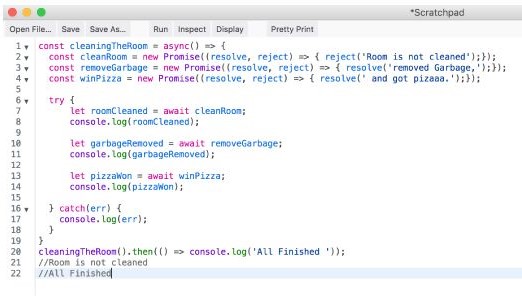 *Scratchpad
Open File... Save Save As... Run Inspect Display Pretty Print
1 const cleaningTheRoom = async() => {
2 const cleanRoom = new Promise((resolve, reject) => { reject('Room is not cleaned');});
3 const removeGarbage = new Promise((resolve, reject) => { resolve('removed Garbage,');});
4 const winPizza = new Promise((resolve, reject) => { resolve(' and got pizaaa.');});
5
6 try {
7 let roomCleaned = await cleanRoom;
8 console.log(roomCleaned);
9
10 let garbageRemoved = await removeGarbage;
11 console.log(garbageRemoved);
12
13 let pizzaWon = await winPizza;
14 console.log(pizzaWon);
15
16 } catch(err) {
17 console.log(err);
18 }
19 }
20 cleaningTheRoom().then(() => console.log('All Finished '));
21 //Room is not cleaned
22 //All Finished